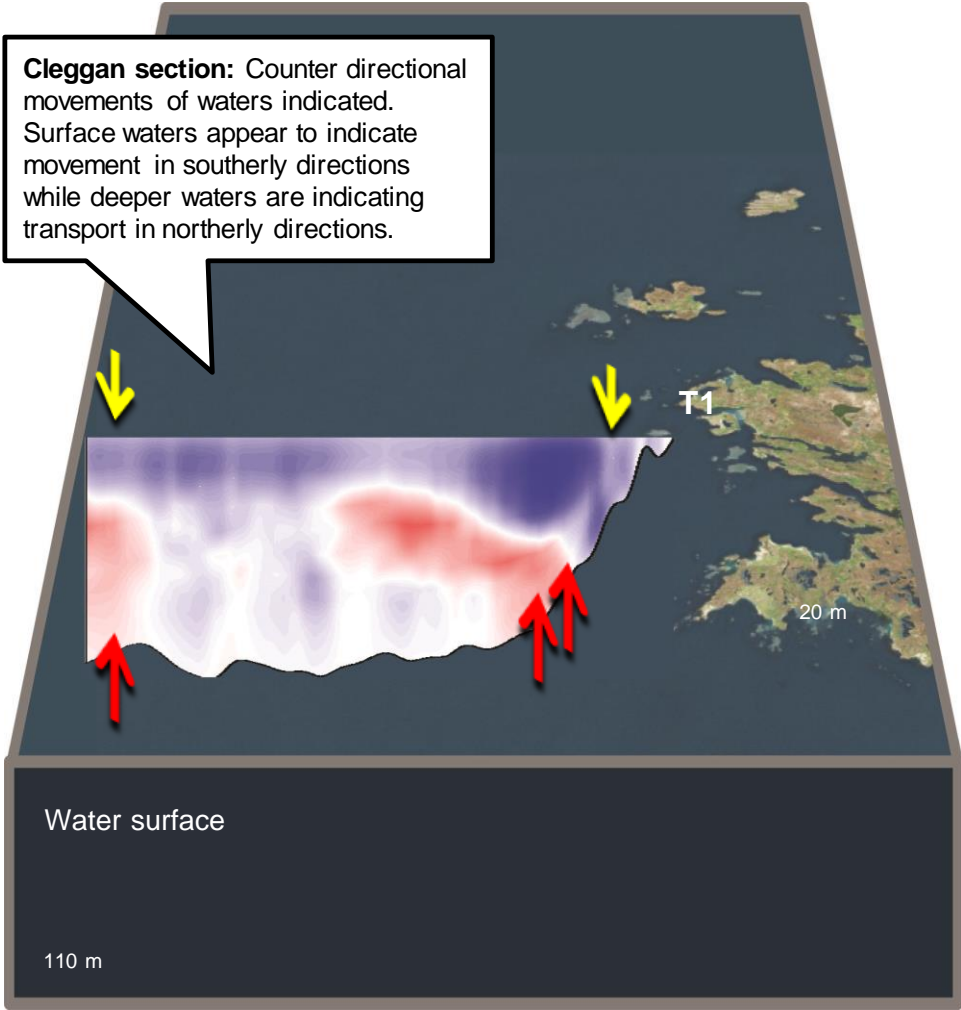 Cleggan section: Counter directional
movements of waters indicated.
Surface waters appear to indicate
movement in southerly directions
while deeper waters are indicating
transport in northerly directions.
T1
20 m
Water surface
110 m